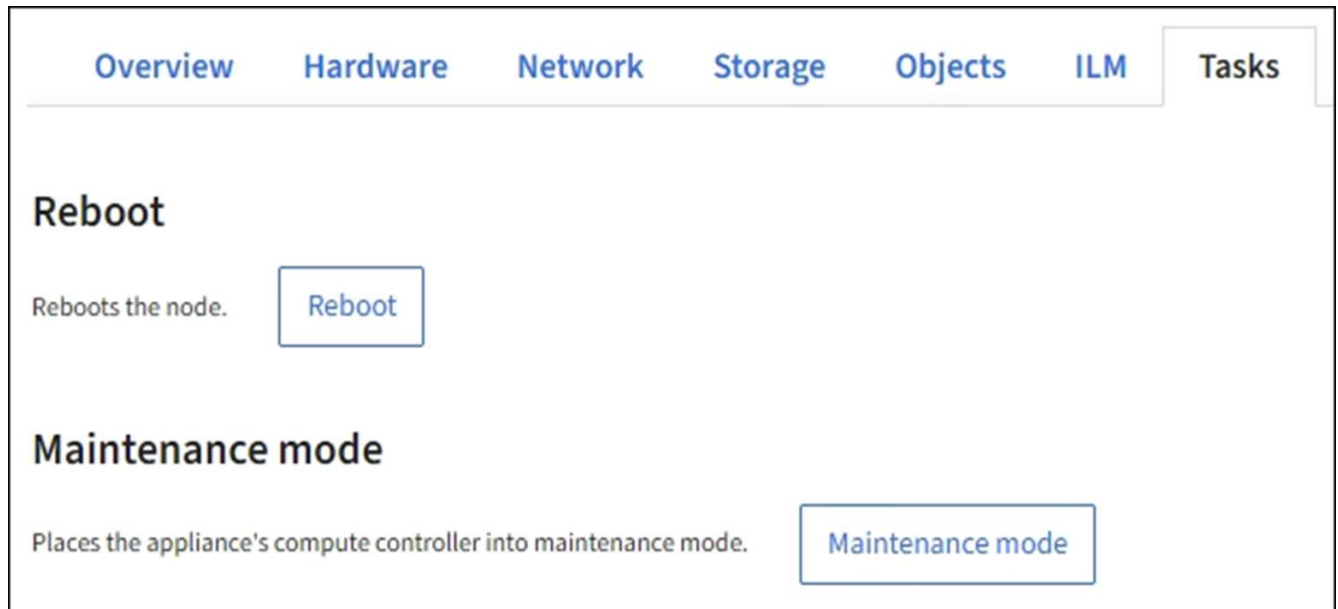 Overview Hardware Network Storage Objects ILM Tasks
Reboot
Reboots the node. Reboot
Maintenance mode
Places the appliance's compute controller into maintenance mode. Maintenance mode